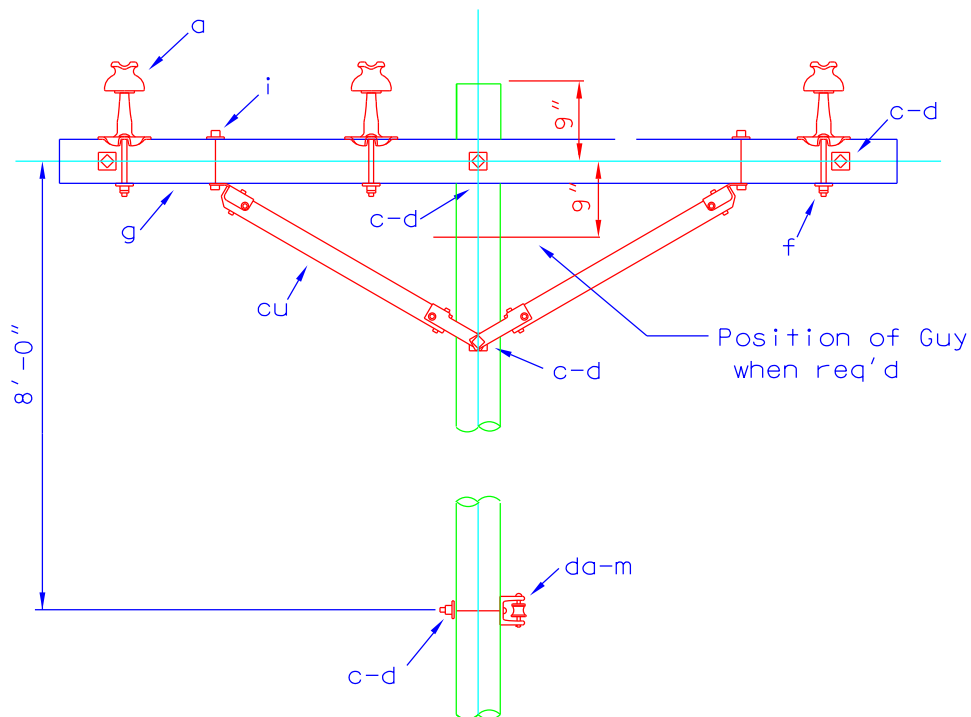 a
i
9"
c-d
g
c-d
9"
f
cu
8'-0"
Position of Guy
when req'd
c-d
da-m
c-d